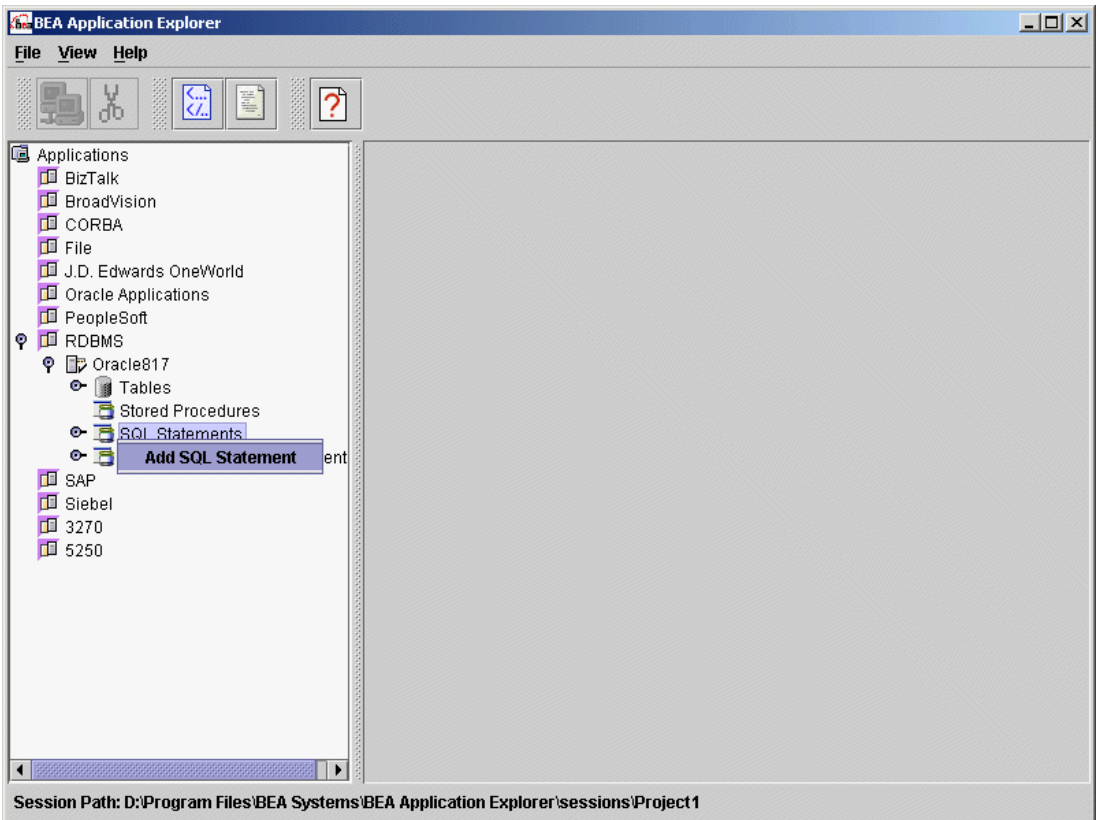 BEA Application Explorer
File View Help
Applications
BizTalk
BroadVision
CORBA
File
J.D. Edwards OneWorld
Oracle Applications
PeopleSoft
RDBMS
Oracle817
Tables
Stored Procedures
SQL Statements
Add SQL Statement ent
SAP
Siebel
3270
5250
Session Path: D:\Program Files\BEA Systems\BEA Application Explorer\sessions\Project1